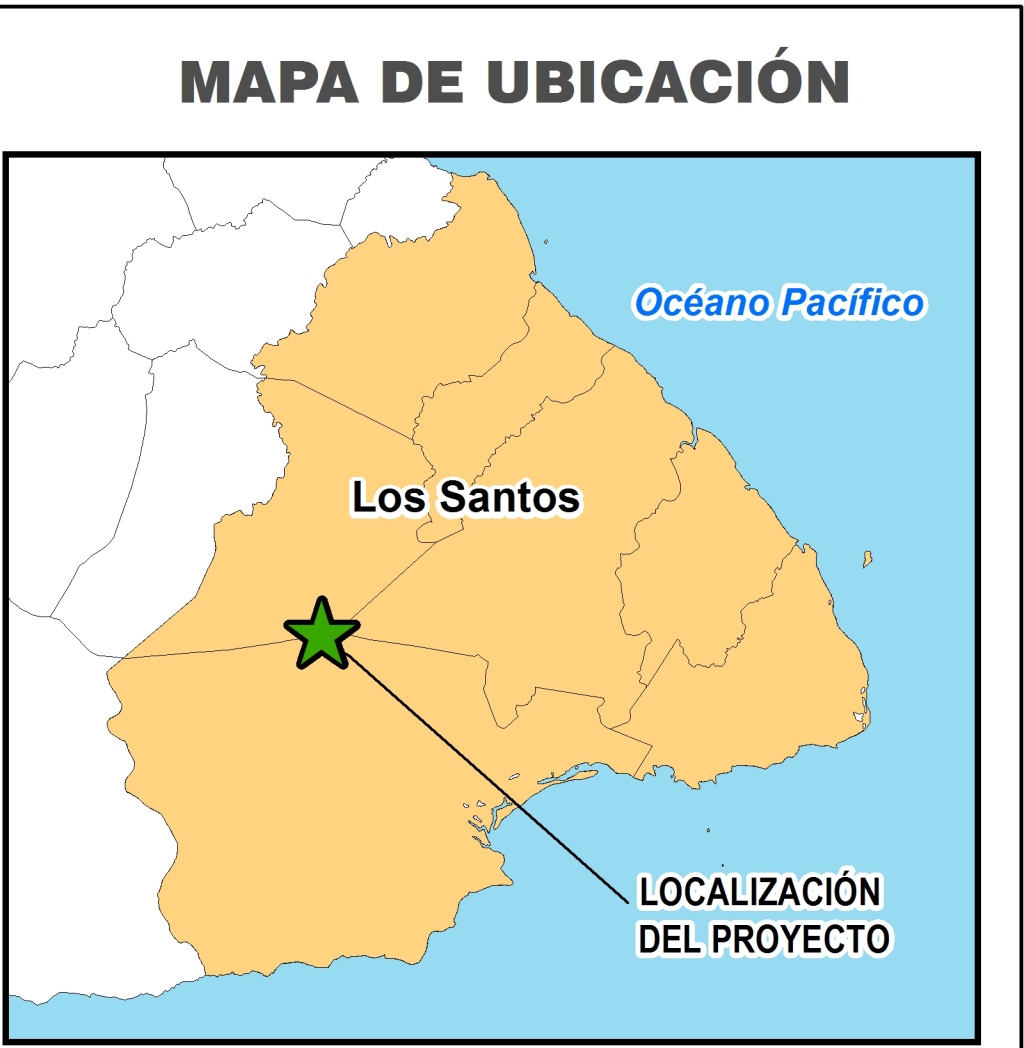 MAPA DE UBICACIÓN
Océano Pacífico
Los Santos
LOCALIZACIÓN
DEL PROYECTO